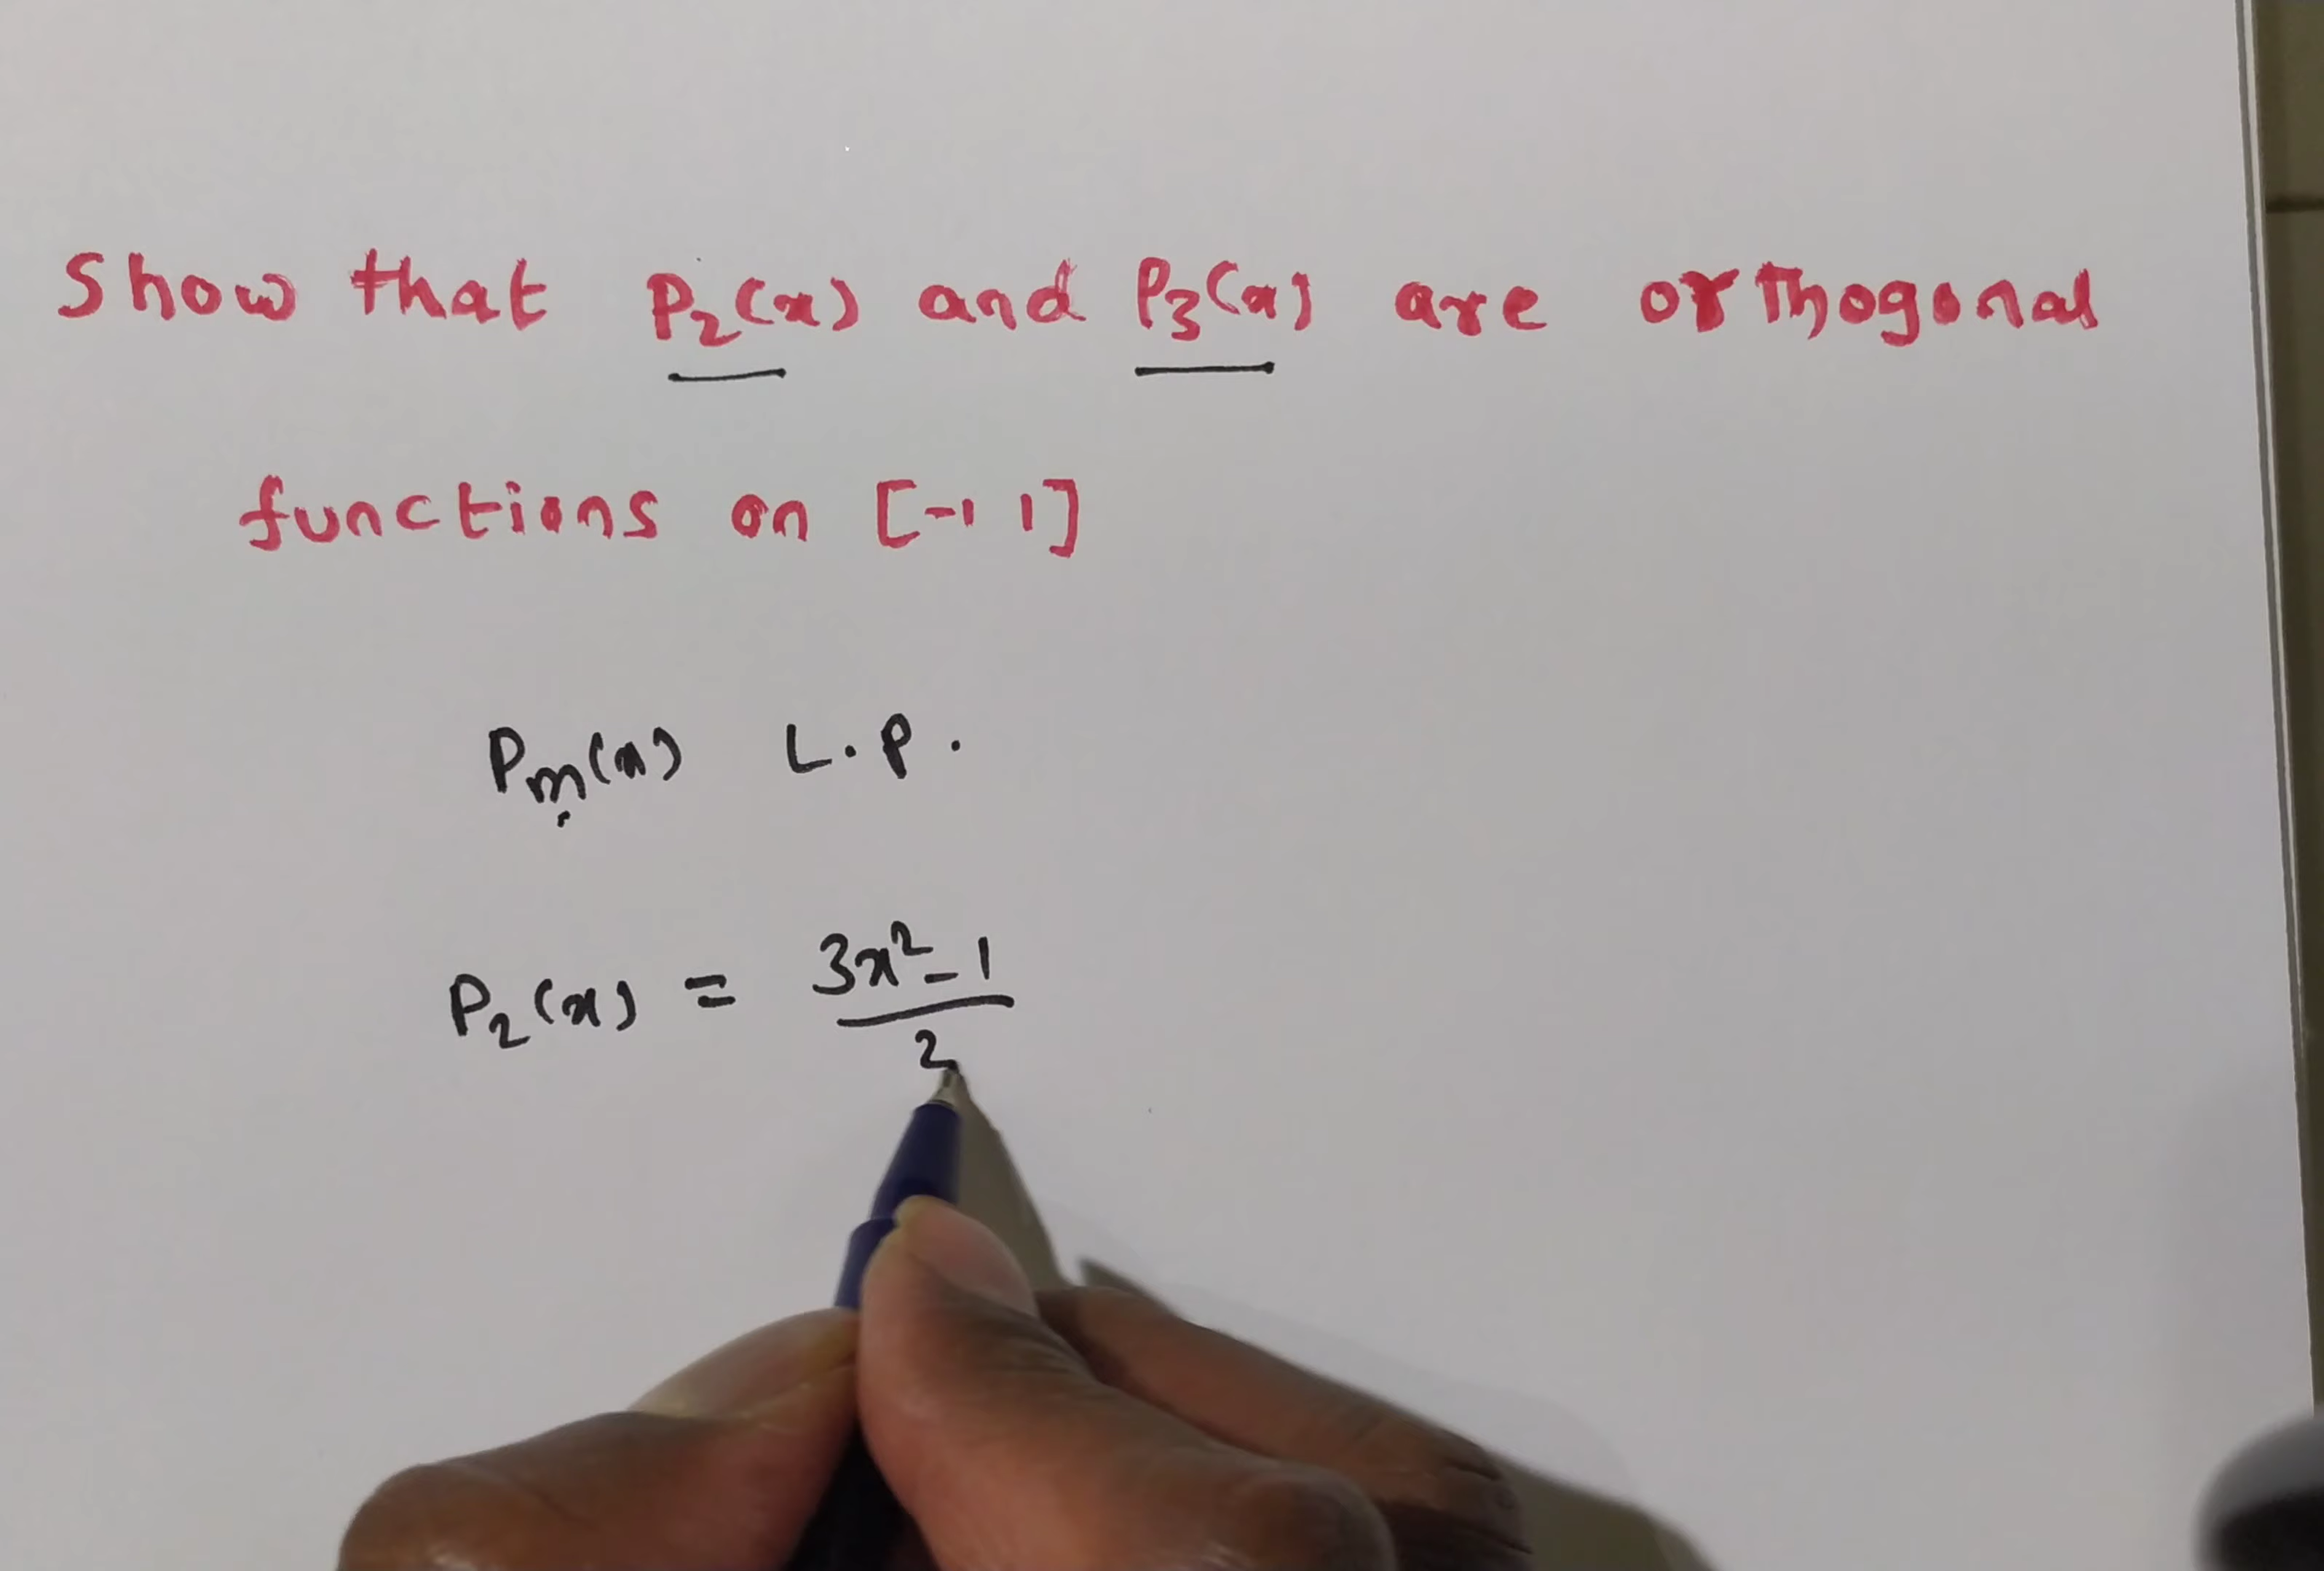 Show that P₂(x) and P₃(x) are orthogonal
functions on [-1 1]
Pₘ(x) L.P.
P₂(x) = 3x² - 1
2